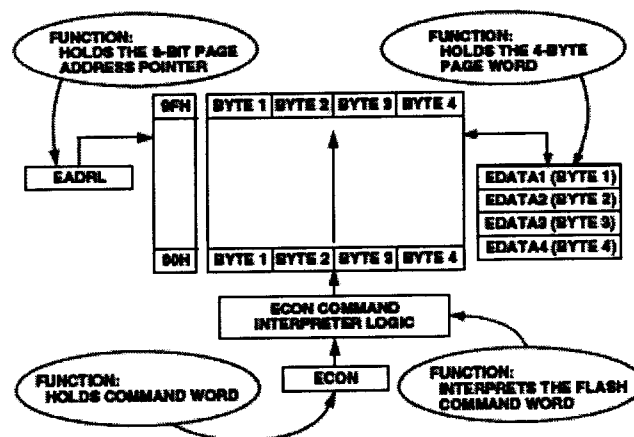 FUNCTION:
HOLDS THE 8-BIT PAGE
ADDRESS POINTER
FUNCTION:
HOLDS THE 4-BYTE
PAGE WORD
9FH
BYTE 1 BYTE 2 BYTE 3 BYTE 4
EADRL
EDATA1 (BYTE 1)
EDATA2 (BYTE 2)
EDATA3 (BYTE 3)
EDATA4 (BYTE 4)
00H
BYTE 1 BYTE 2 BYTE 3 BYTE 4
ECON COMMAND
INTERPRETER LOGIC
FUNCTION:
HOLDS COMMAND WORD
ECON
FUNCTION:
INTERPRETS THE FLASH
COMMAND WORD